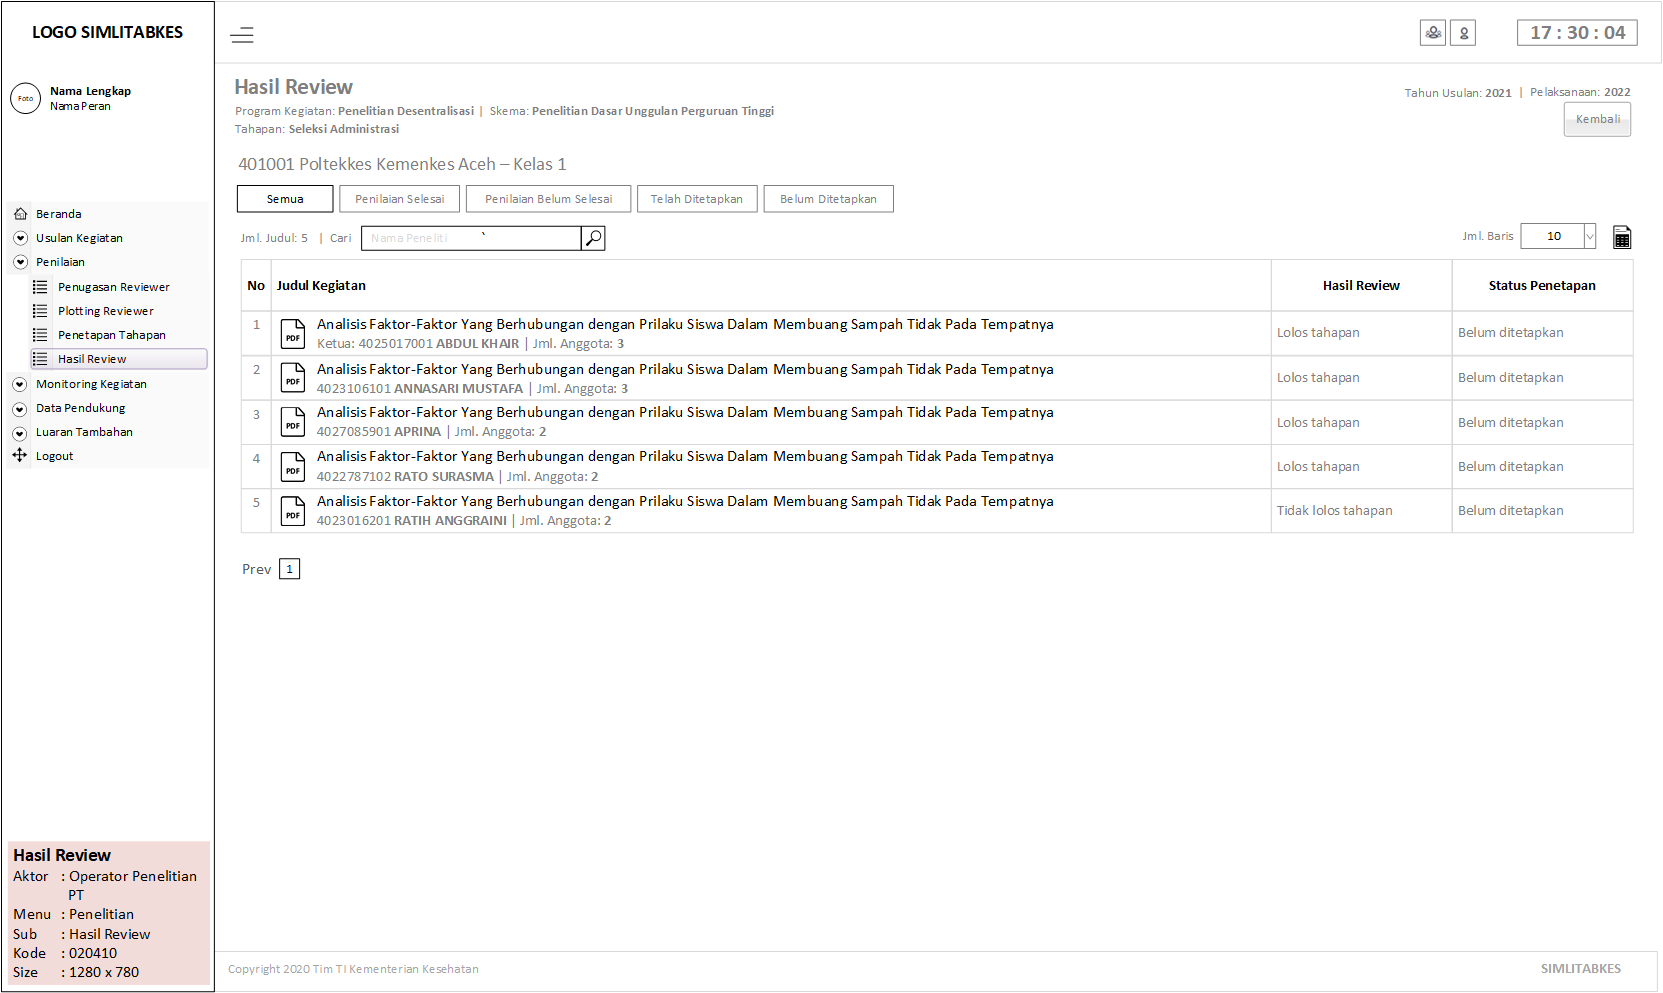 LOGO SIMLITABKES
Foto
Nama Lengkap
Nama Peran
Beranda
Usulan Kegiatan
Penilaian
Penugasan Reviewer
Plotting Reviewer
Penetapan Tahapan
Hasil Review
Monitoring Kegiatan
Data Pendukung
Luaran Tambahan
Logout
Hasil Review
Aktor : Operator Penelitian
PT
Menu : Penelitian
Sub : Hasil Review
Kode : 020410
Size : 1280 x 780
17 : 30 : 04
Hasil Review
Program Kegiatan: Penelitian Desentralisasi | Skema: Penelitian Dasar Unggulan Perguruan Tinggi
Tahapan: Seleksi Administrasi
Tahun Usulan: 2021 | Pelaksanaan: 2022
Kembali
401001 Poltekkes Kemenkes Aceh – Kelas 1
Semua Penilaian Selesai Penilaian Belum Selesai Telah Ditetapkan Belum Ditetapkan
Jml. Judul: 5 | Cari Nama Peneliti ` Jml. Baris 10
No Judul Kegiatan Hasil Review Status Penetapan
1 PDF Analisis Faktor-Faktor Yang Berhubungan dengan Prilaku Siswa Dalam Membuang Sampah Tidak Pada Tempatnya
Ketua: 4025017001 ABDUL KHAIR | Jml. Anggota: 3
Lolos tahapan Belum ditetapkan
2 PDF Analisis Faktor-Faktor Yang Berhubungan dengan Prilaku Siswa Dalam Membuang Sampah Tidak Pada Tempatnya
4023106101 ANNASARI MUSTAFA | Jml. Anggota: 3
Lolos tahapan Belum ditetapkan
3 PDF Analisis Faktor-Faktor Yang Berhubungan dengan Prilaku Siswa Dalam Membuang Sampah Tidak Pada Tempatnya
4027085901 APRINA | Jml. Anggota: 2
Lolos tahapan Belum ditetapkan
4 PDF Analisis Faktor-Faktor Yang Berhubungan dengan Prilaku Siswa Dalam Membuang Sampah Tidak Pada Tempatnya
4022787102 RATO SURASMA | Jml. Anggota: 2
Lolos tahapan Belum ditetapkan
5 PDF Analisis Faktor-Faktor Yang Berhubungan dengan Prilaku Siswa Dalam Membuang Sampah Tidak Pada Tempatnya
4023016201 RATIH ANGGRAINI | Jml. Anggota: 2
Tidak lolos tahapan Belum ditetapkan
Prev 1
Copyright 2020 Tim TI Kementerian Kesehatan
SIMLITABKES